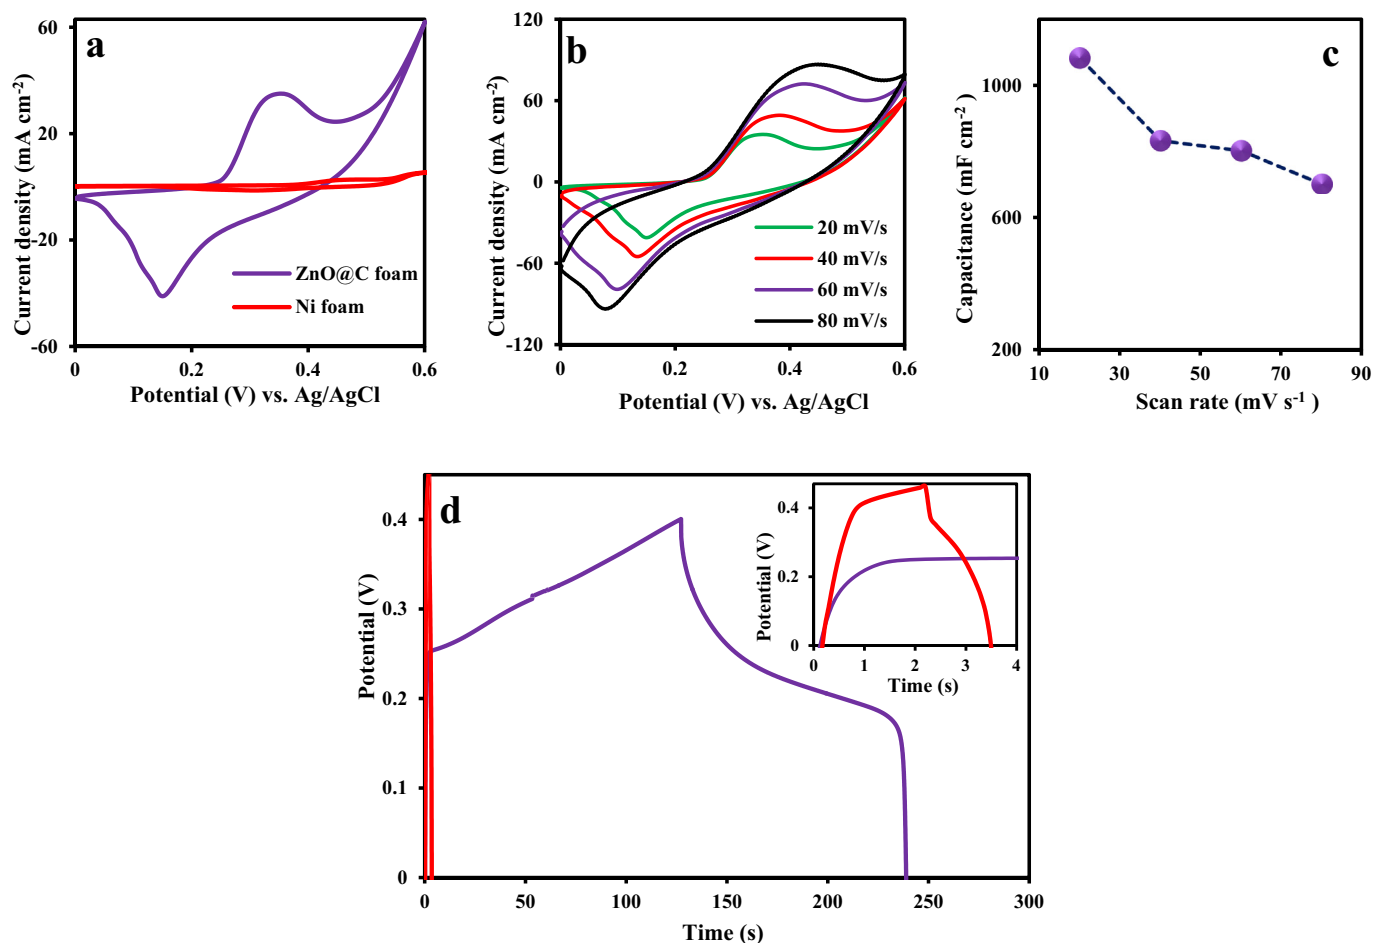 a
60
20
-20
-60
Current density (mA cm-2)
ZnO@C foam
Ni foam
0
0.2
0.4
0.6
Potential (V) vs. Ag/AgCl
b
120
60
0
-60
-120
Current density (mA cm-2)
20 mV/s
40 mV/s
60 mV/s
80 mV/s
0
0.2
0.4
0.6
Potential (V) vs. Ag/AgCl
c
1000
600
200
Capacitance (mF cm-2)
10
30
50
70
90
Scan rate (mV s-1 )
d
0.4
0.3
0.2
0.1
0
Potential (V)
0
50
100
150
200
250
300
Time (s)
0.4
0.2
0
Potential (V)
0
1
2
3
4
Time (s)